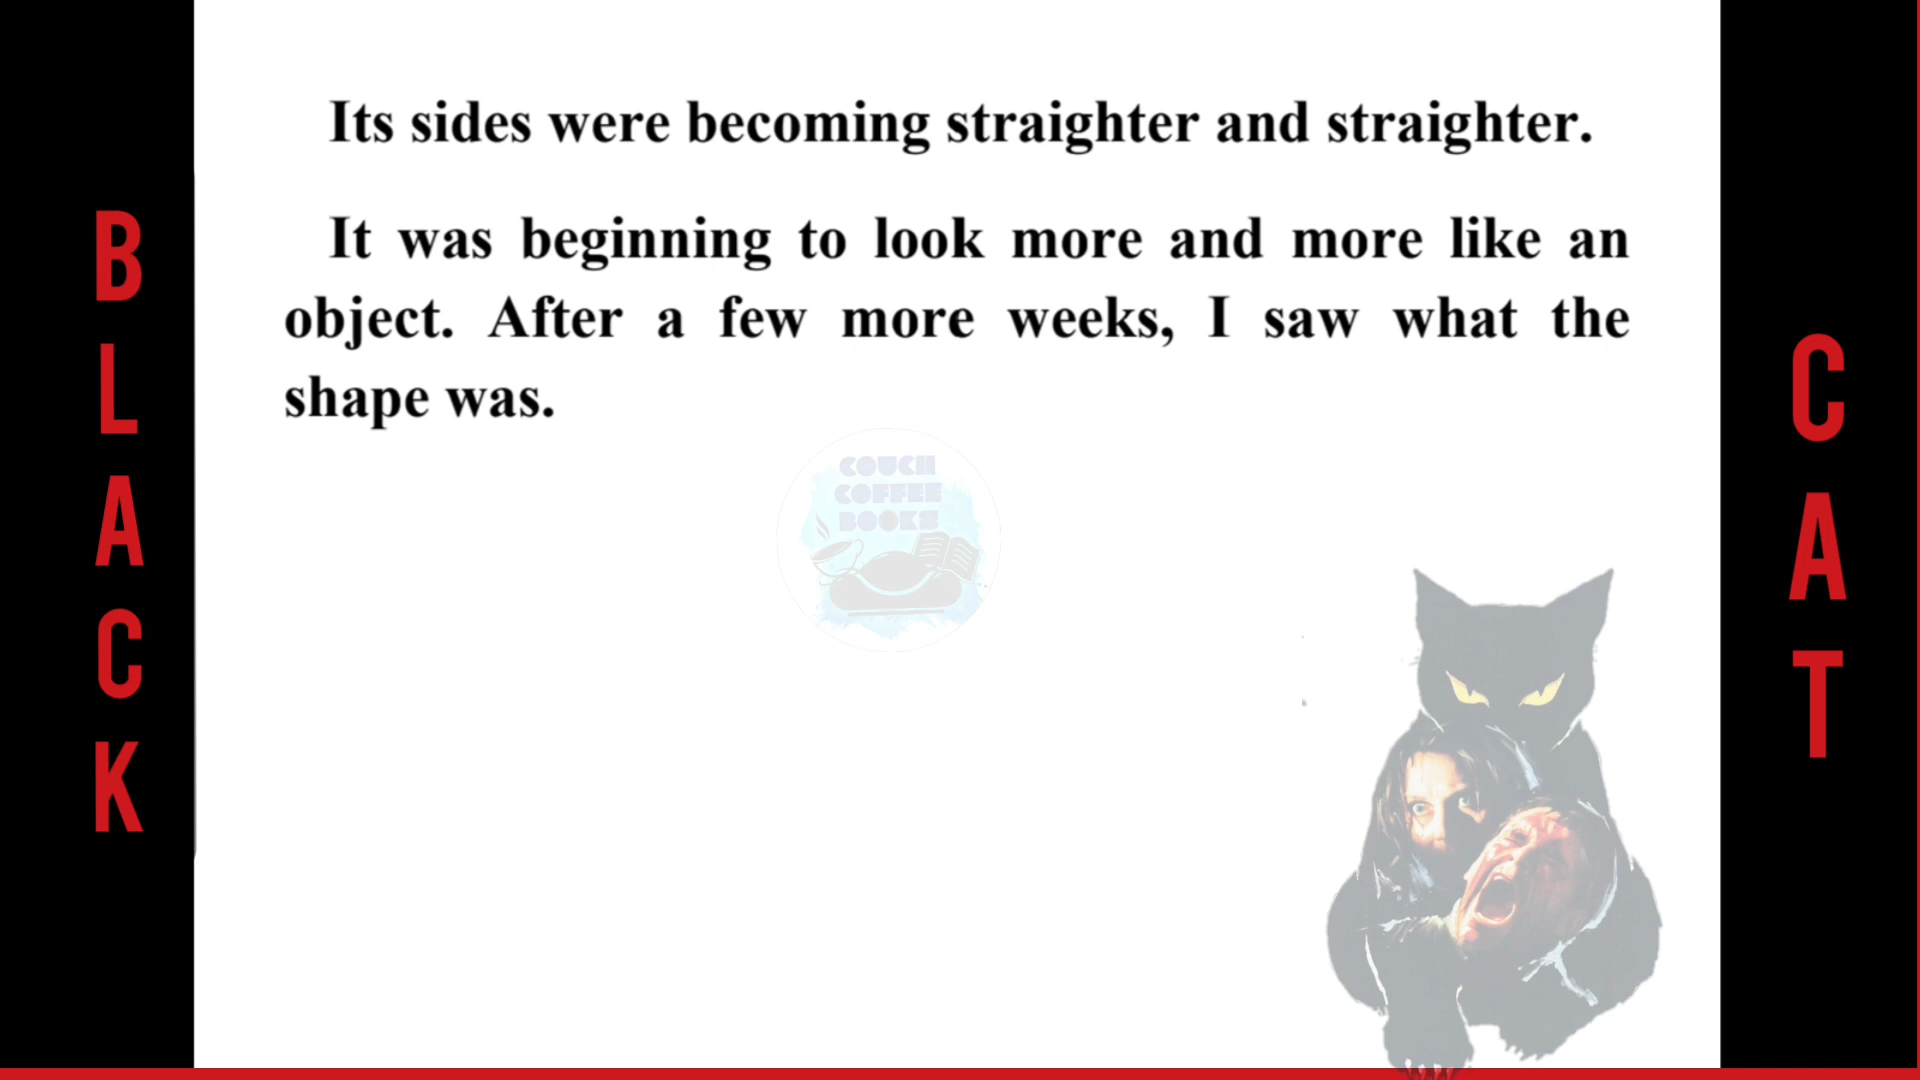 BLACK
Its sides were becoming straighter and straighter.
It was beginning to look more and more like an
object. After a few more weeks, I saw what the
shape was.
COUCH
COFFEE
BOOKS
CAT